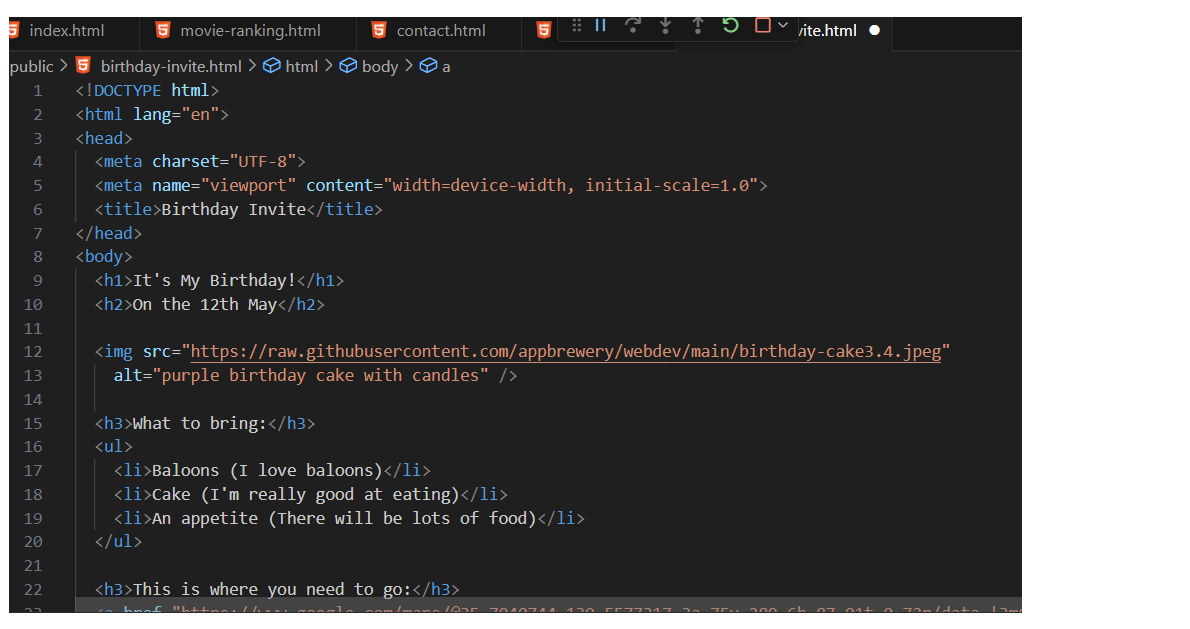 index.html movie-ranking.html contact.html vite.html
public > birthday-invite.html > html > body > a
1 <!DOCTYPE html>
2 <html lang="en">
3 <head>
4 <meta charset="UTF-8">
5 <meta name="viewport" content="width=device-width, initial-scale=1.0">
6 <title>Birthday Invite</title>
7 </head>
8 <body>
9 <h1>It's My Birthday!</h1>
10 <h2>On the 12th May</h2>
11
12 <img src="https://raw.githubusercontent.com/appbrewery/webdev/main/birthday-cake3.4.jpeg"
13 alt="purple birthday cake with candles" />
14
15 <h3>What to bring:</h3>
16 <ul>
17 <li>Baloons (I love baloons)</li>
18 <li>Cake (I'm really good at eating)</li>
19 <li>An appetite (There will be lots of food)</li>
20 </ul>
21
22 <h3>This is where you need to go:</h3>
23 <a href="https://www.google.com/maps/